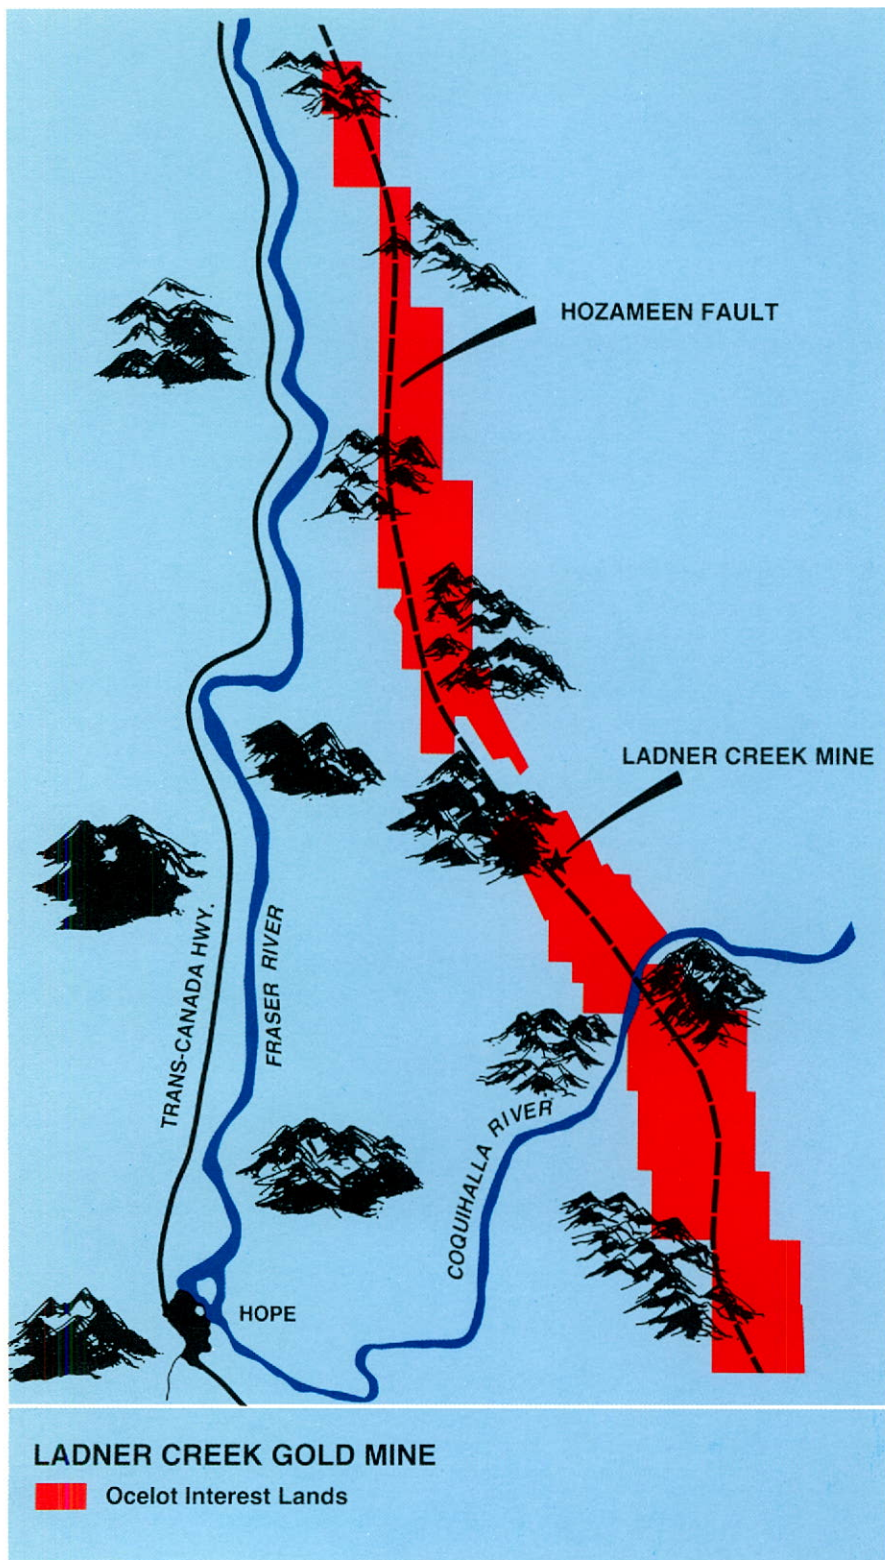 HOZAMEEN FAULT
LADNER CREEK MINE
TRANS-CANADA HWY.
FRASER RIVER
COQUIHALLA RIVER
HOPE
LADNER CREEK GOLD MINE
Ocelot Interest Lands